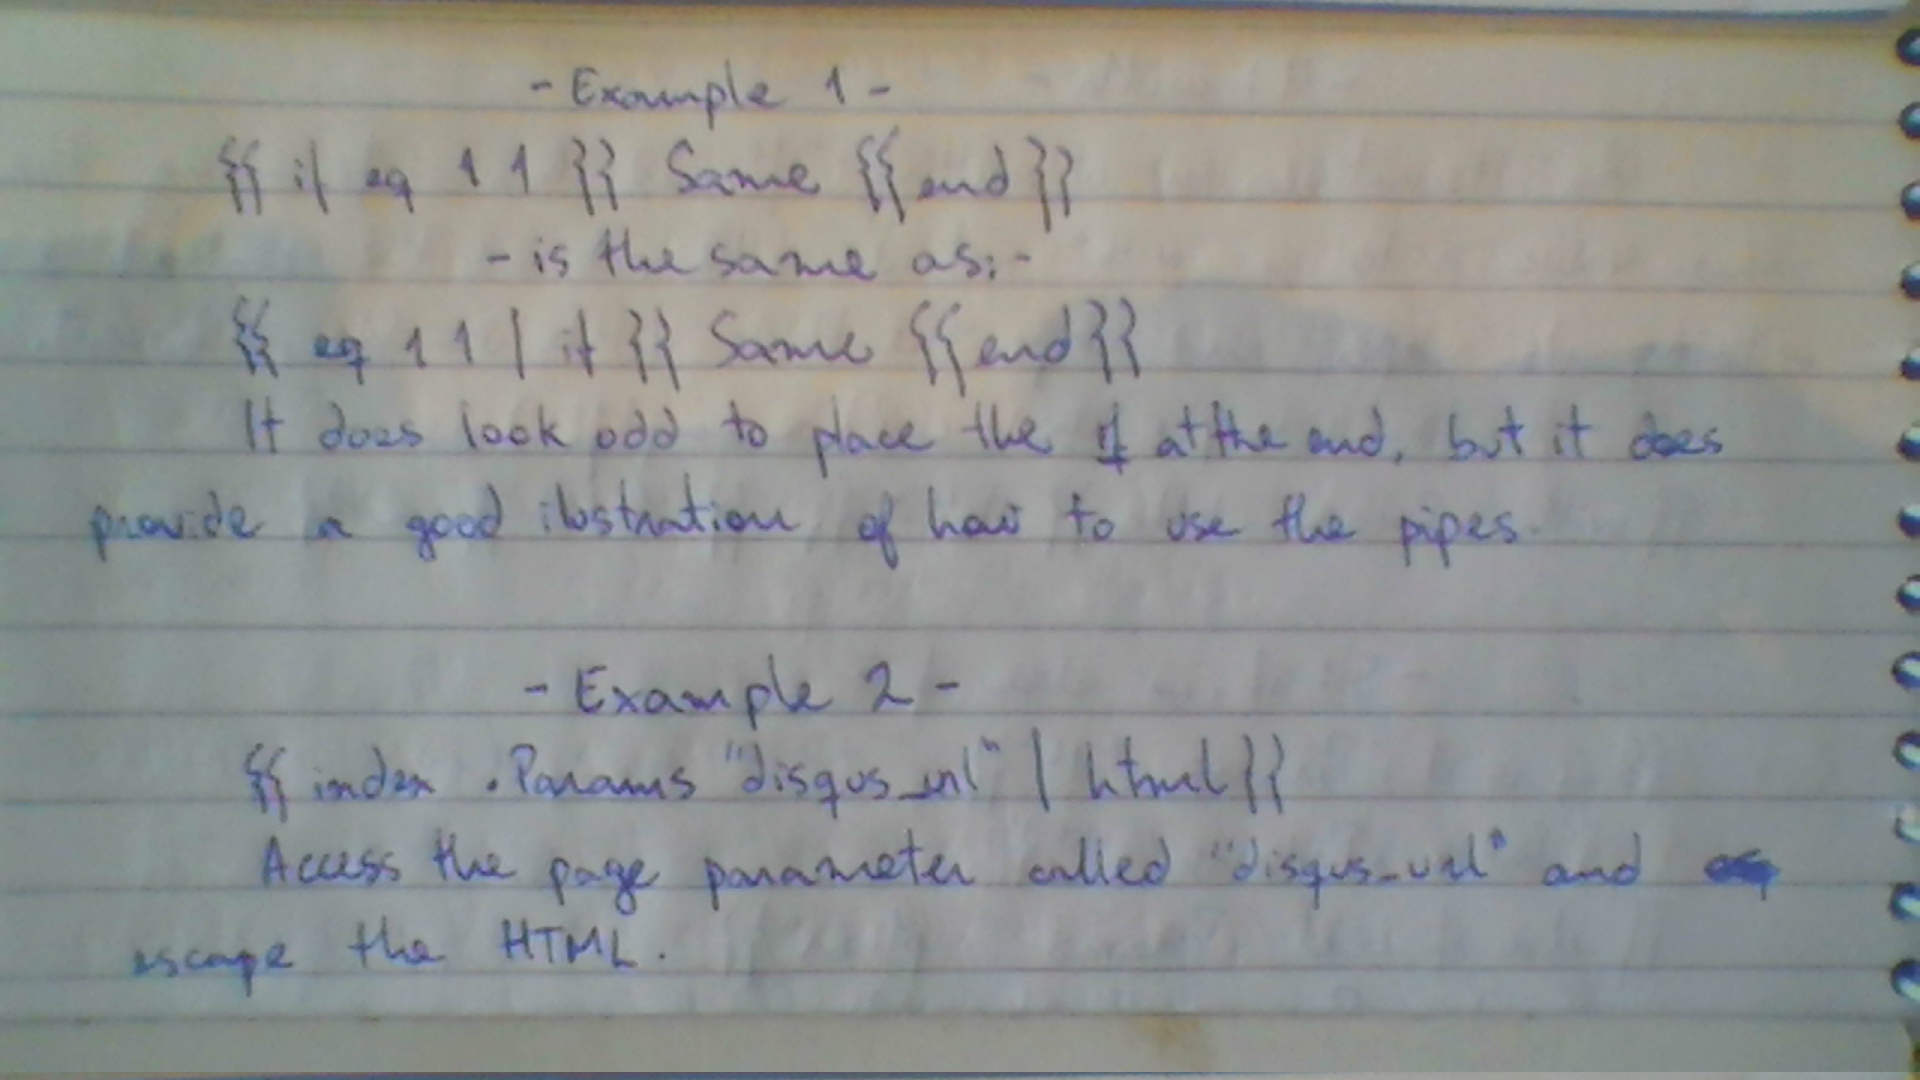 - Example 1 -
{{ if eq 1 1 }} Same {{ end }}
- is the same as: -
{{ eq 1 1 | if }} Same {{ end }}
It does look odd to place the if at the end, but it does
provide a good ilustration of how to use the pipes.
- Example 2 -
{{ index .Params "disqus_url" | html }}
Access the page parameter called "disqus_url" and
escape the HTML.